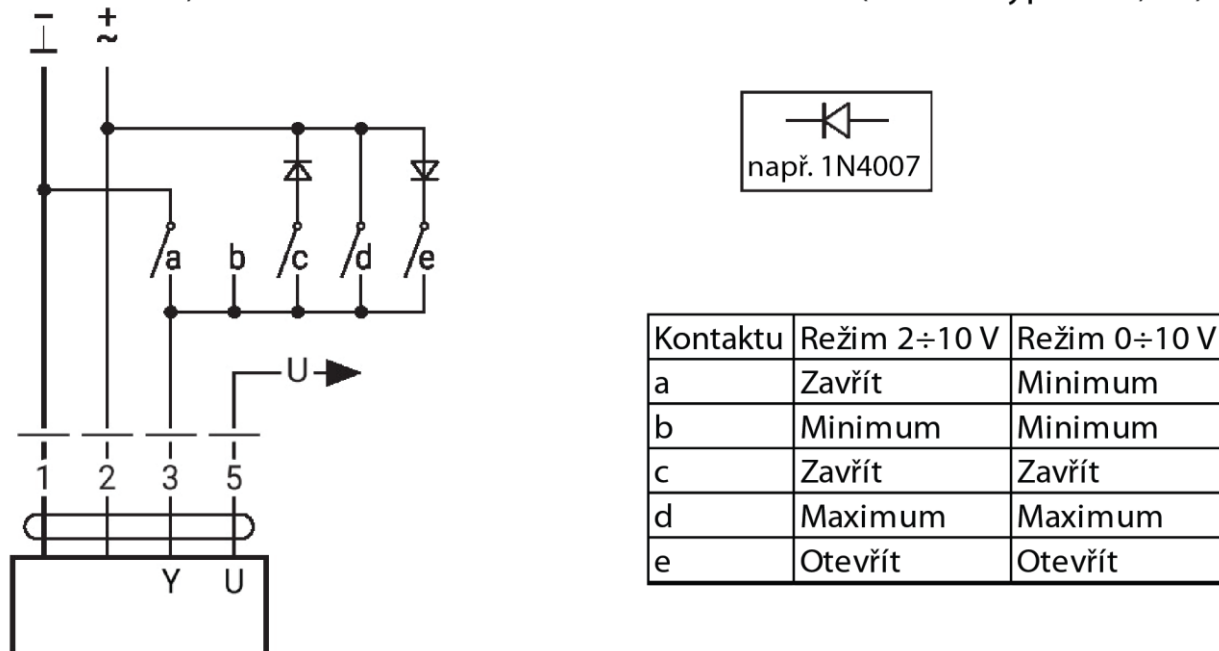 − +
⊥ ~
např. 1N4007
a b c d e
U
1 2 3 5
Y U
Kontaktu Režim 2÷10 V Režim 0÷10 V
a Zavřít Minimum
b Minimum Minimum
c Zavřít Zavřít
d Maximum Maximum
e Otevřít Otevřít